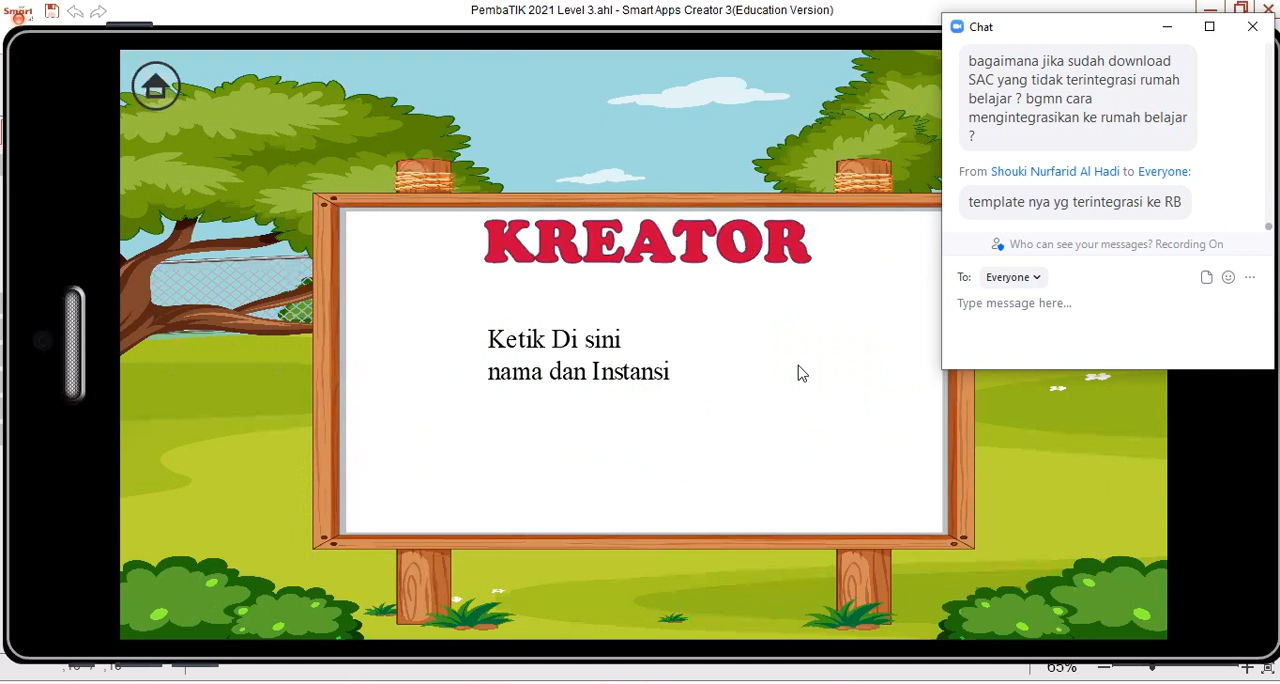 Smart
PembaTIK 2021 Level 3.ahl - SmartApps Creator 3(Education Version)
Chat
bagaimana jika sudah download
SAC yang tidak terintegrasi rumah
belajar ? bgmn cara
mengintegrasikan ke rumah belajar
?
From Shouki Nurfarid Al Hadi to Everyone:
template nya yg terintegrasi ke RB
Who can see your messages? Recording On
To: Everyone
Type message here...
KREATOR
Ketik Di sini
nama dan Instansi
65%